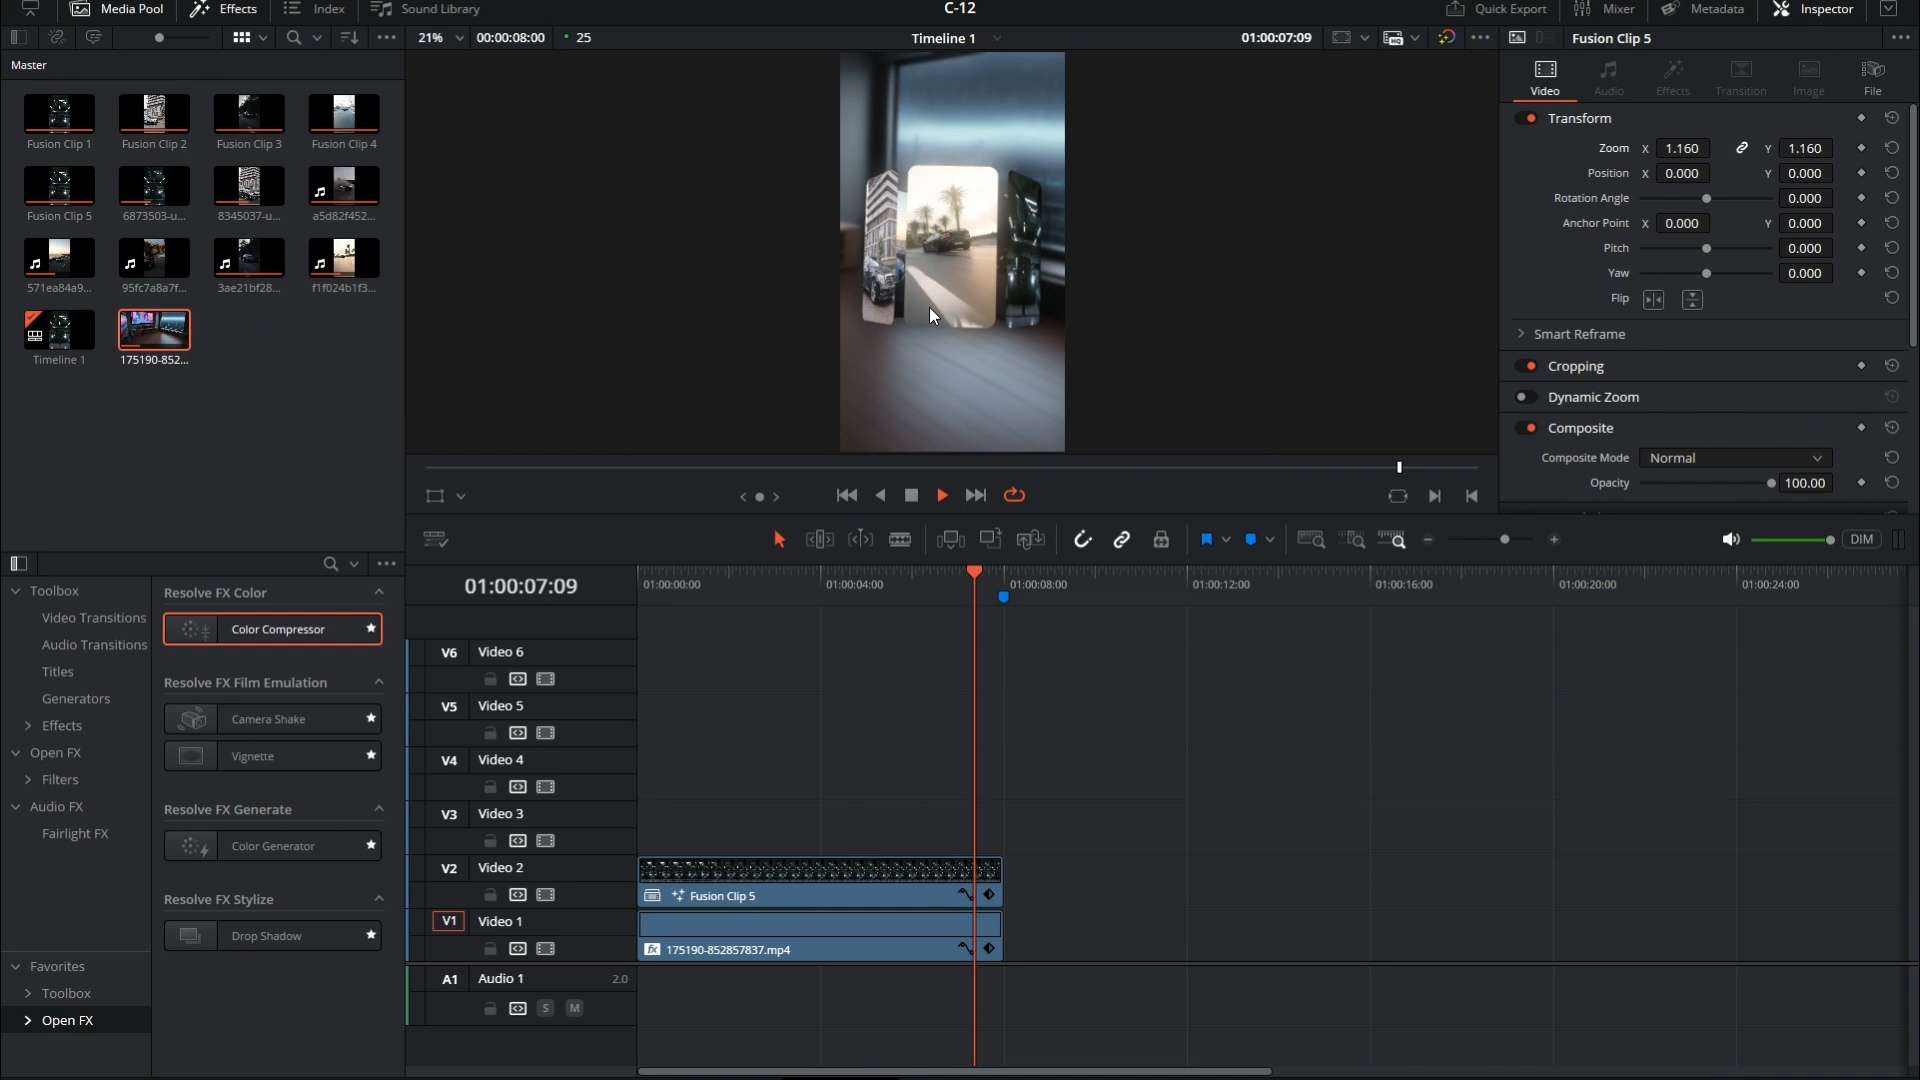 Media Pool
Effects
Index
Sound Library
C-12
Quick Export
Mixer
Metadata
Inspector
21%
00:00:08:00
25
Timeline 1
01:00:07:09
Fusion Clip 5
Master
Fusion Clip 1
Fusion Clip 2
Fusion Clip 3
Fusion Clip 4
Fusion Clip 5
6873503-u...
8345037-u...
a5d82f452...
571ea84a9...
95fc7a8a7f...
3ae21bf28...
f1f024b1f3...
Timeline 1
175190-852...
Video
Audio
Effects
Transition
Image
File
Transform
Zoom X 1.160 Y 1.160
Position X 0.000 Y 0.000
Rotation Angle 0.000
Anchor Point X 0.000 Y 0.000
Pitch 0.000
Yaw 0.000
Flip
Smart Reframe
Cropping
Dynamic Zoom
Composite
Composite Mode Normal
Opacity 100.00
DIM
Toolbox
Video Transitions
Audio Transitions
Titles
Generators
Effects
Open FX
Filters
Audio FX
Fairlight FX
Favorites
Toolbox
Open FX
Resolve FX Color
Color Compressor
Resolve FX Film Emulation
Camera Shake
Vignette
Resolve FX Generate
Color Generator
Resolve FX Stylize
Drop Shadow
01:00:07:09
01:00:00:00
01:00:04:00
01:00:08:00
01:00:12:00
01:00:16:00
01:00:20:00
01:00:24:00
V6 Video 6
V5 Video 5
V4 Video 4
V3 Video 3
V2 Video 2
Fusion Clip 5
V1 Video 1
fx 175190-852857837.mp4
A1 Audio 1 2.0
S M